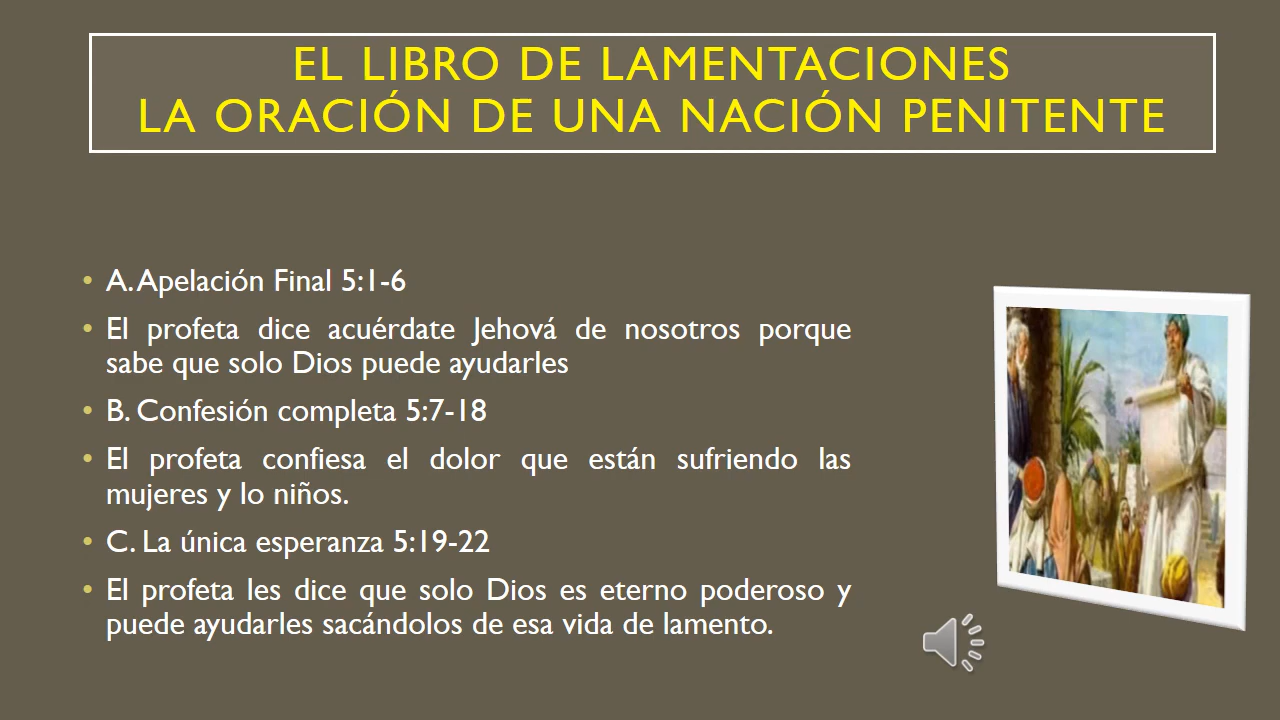 EL LIBRO DE LAMENTACIONES
LA ORACIÓN DE UNA NACIÓN PENITENTE
• A. Apelación Final 5:1-6
• El profeta dice acuérdate Jehová de nosotros porque
sabe que solo Dios puede ayudarles
• B. Confesión completa 5:7-18
• El profeta confiesa el dolor que están sufriendo las
mujeres y lo niños.
• C. La única esperanza 5:19-22
• El profeta les dice que solo Dios es eterno poderoso y
puede ayudarles sacándolos de esa vida de lamento.